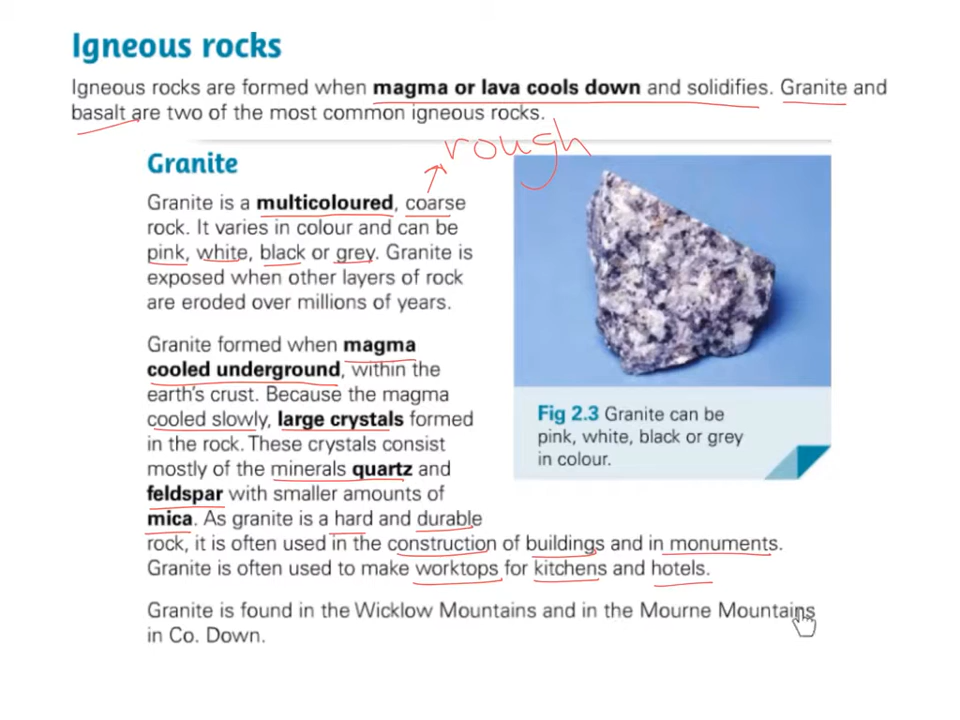 Igneous rocks
Igneous rocks are formed when magma or lava cools down and solidifies. Granite and
basalt are two of the most common igneous rocks.
rough
Granite
Granite is a multicoloured, coarse
rock. It varies in colour and can be
pink, white, black or grey. Granite is
exposed when other layers of rock
are eroded over millions of years.
Granite formed when magma
cooled underground, within the
earth's crust. Because the magma
cooled slowly, large crystals formed
in the rock. These crystals consist
mostly of the minerals quartz and
feldspar with smaller amounts of
mica. As granite is a hard and durable
rock, it is often used in the construction of buildings and in monuments.
Granite is often used to make worktops for kitchens and hotels.
Granite is found in the Wicklow Mountains and in the Mourne Mountains
in Co. Down.
Fig 2.3 Granite can be
pink, white, black or grey
in colour.